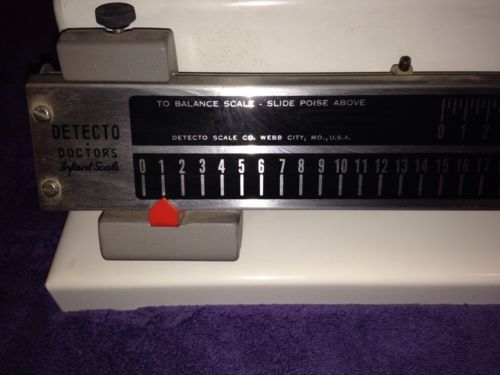 TO BALANCE SCALE - SLIDE POISE ABOVE
0 1 2
DETECTO
DOCTOR'S
Infant Scale
DETECTO SCALE CO. WEBB CITY, MO., U.S.A.
0 1 2 3 4 5 6 7 8 9 10 11 12 13 14 15 16 17